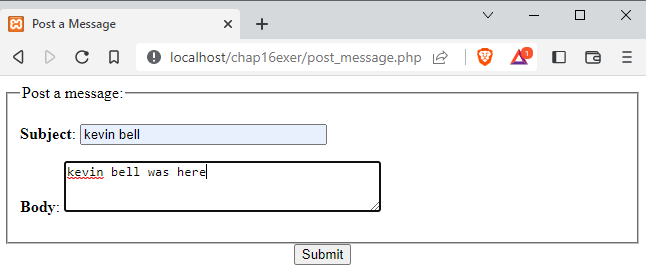 Post a Message
localhost/chap16exer/post_message.php
1
Post a message:
Subject: kevin bell
kevin bell was here
Body:
Submit